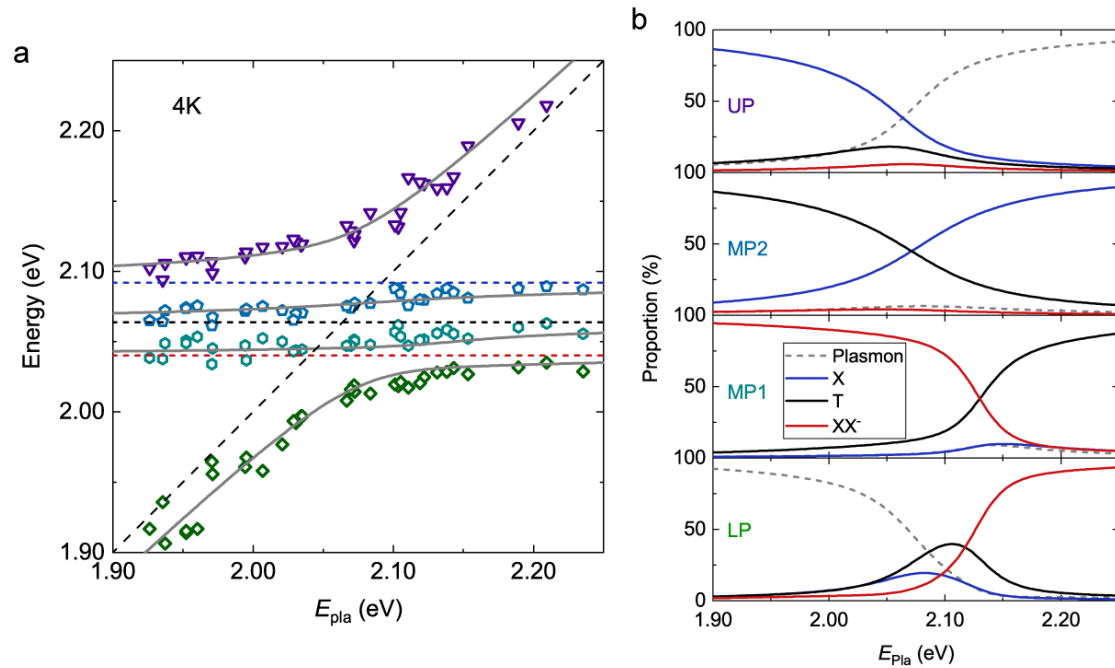 a
4K
Energy (eV)
2.20
2.10
2.00
1.90
1.90
2.00
2.10
2.20
E_pla (eV)
b
Proportion (%)
100
UP
50
100
MP2
50
100
MP1
50
Plasmon
X
T
XX⁻
100
LP
50
0
1.90
2.00
2.10
2.20
E_Pla (eV)